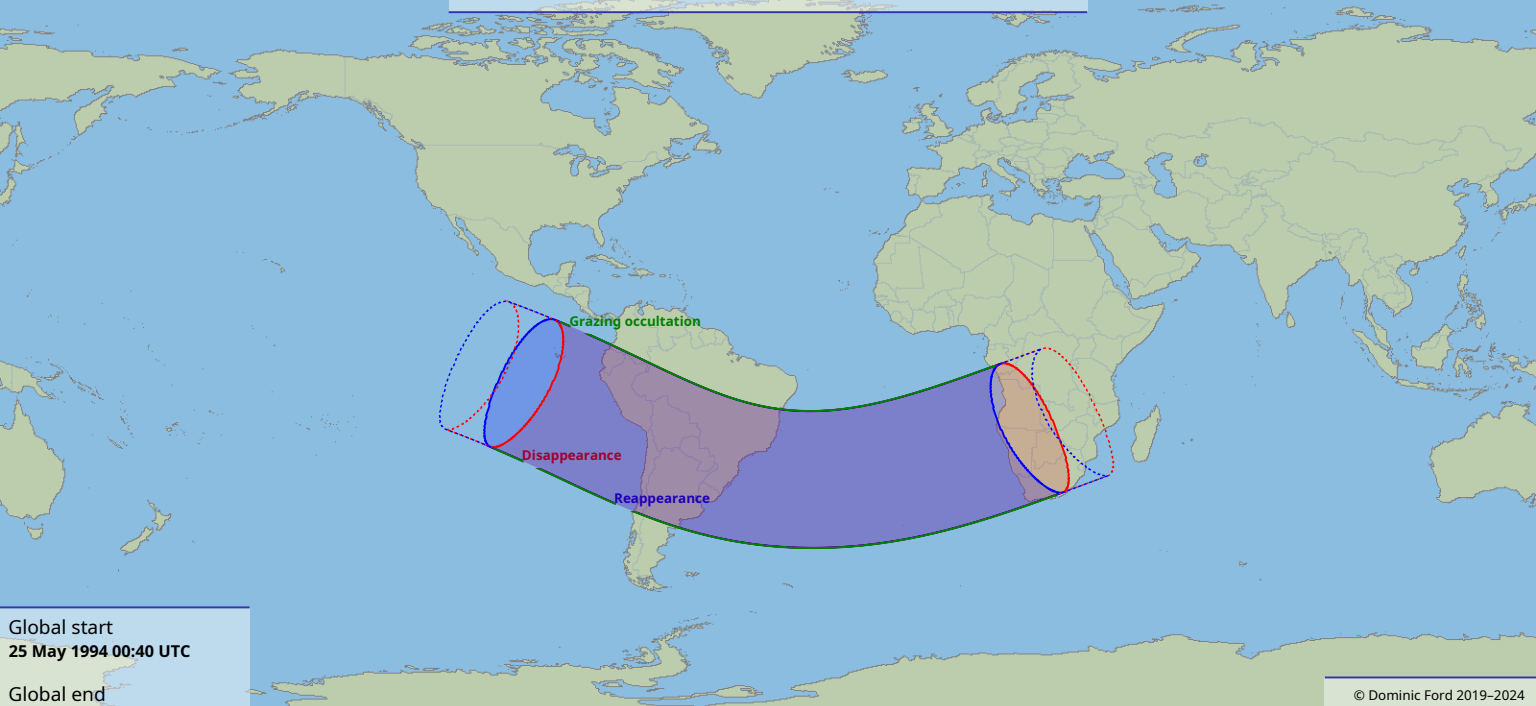 Grazing occultation
Disappearance
Reappearance
Global start
25 May 1994 00:40 UTC
Global end
© Dominic Ford 2019–2024